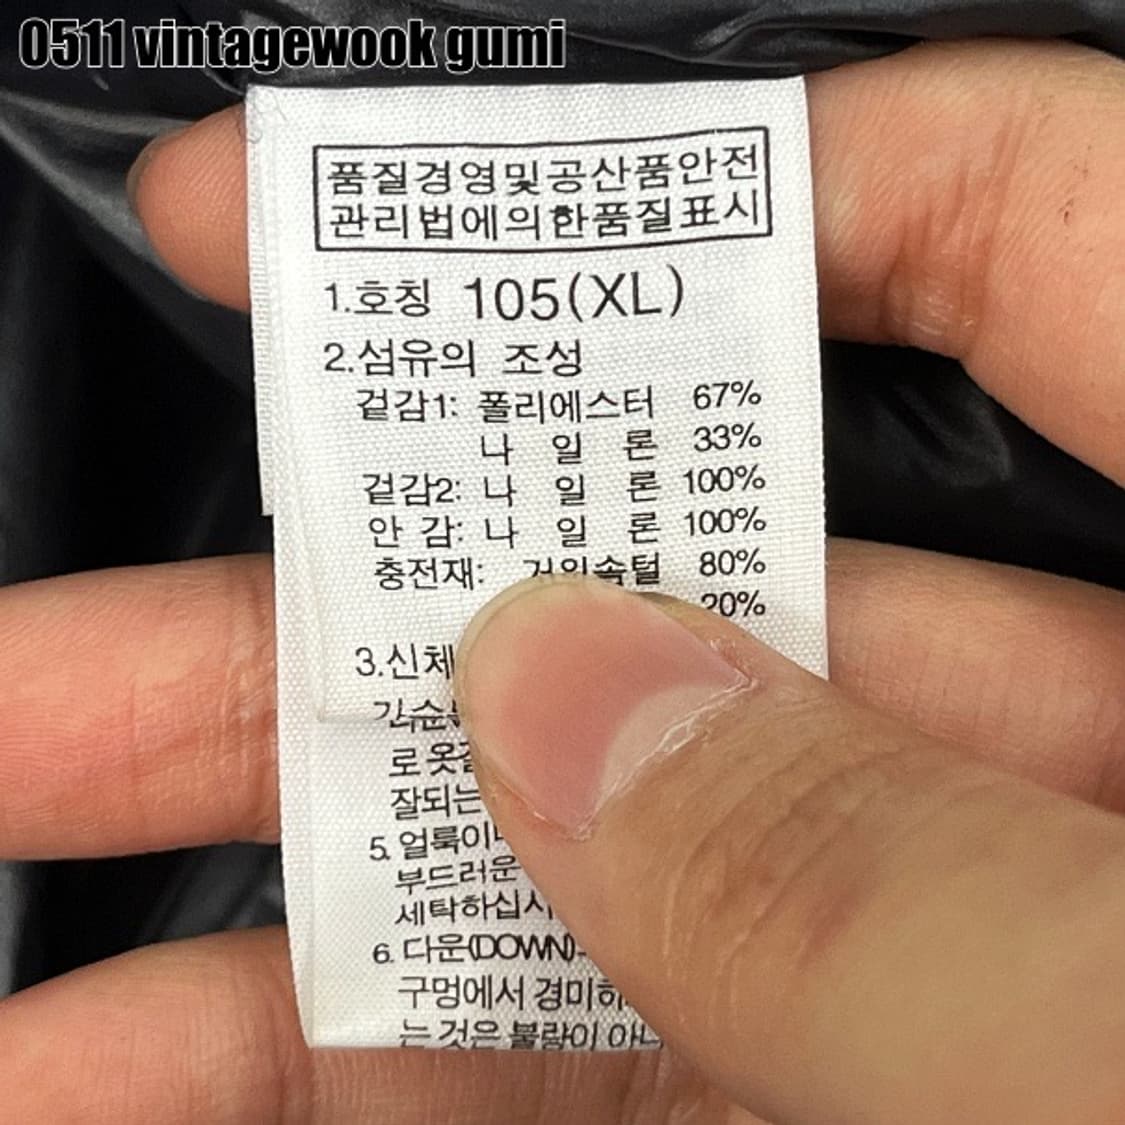 0511 vintagewook gumi
품질경영및공산품안전
관리법에의한품질표시
1.호칭 105(XL)
2.섬유의 조성
겉감1: 폴리에스터 67%
나 일 론 33%
겉감2: 나 일 론 100%
안 감: 나 일 론 100%
충전재: 거위솜털 80%
20%
3.신체
로 옷
잘되는
5. 얼룩이
부드러운
세탁하십시
6. 다운(DOWN)
구멍에서 경미하
는 것은 불량이 아니